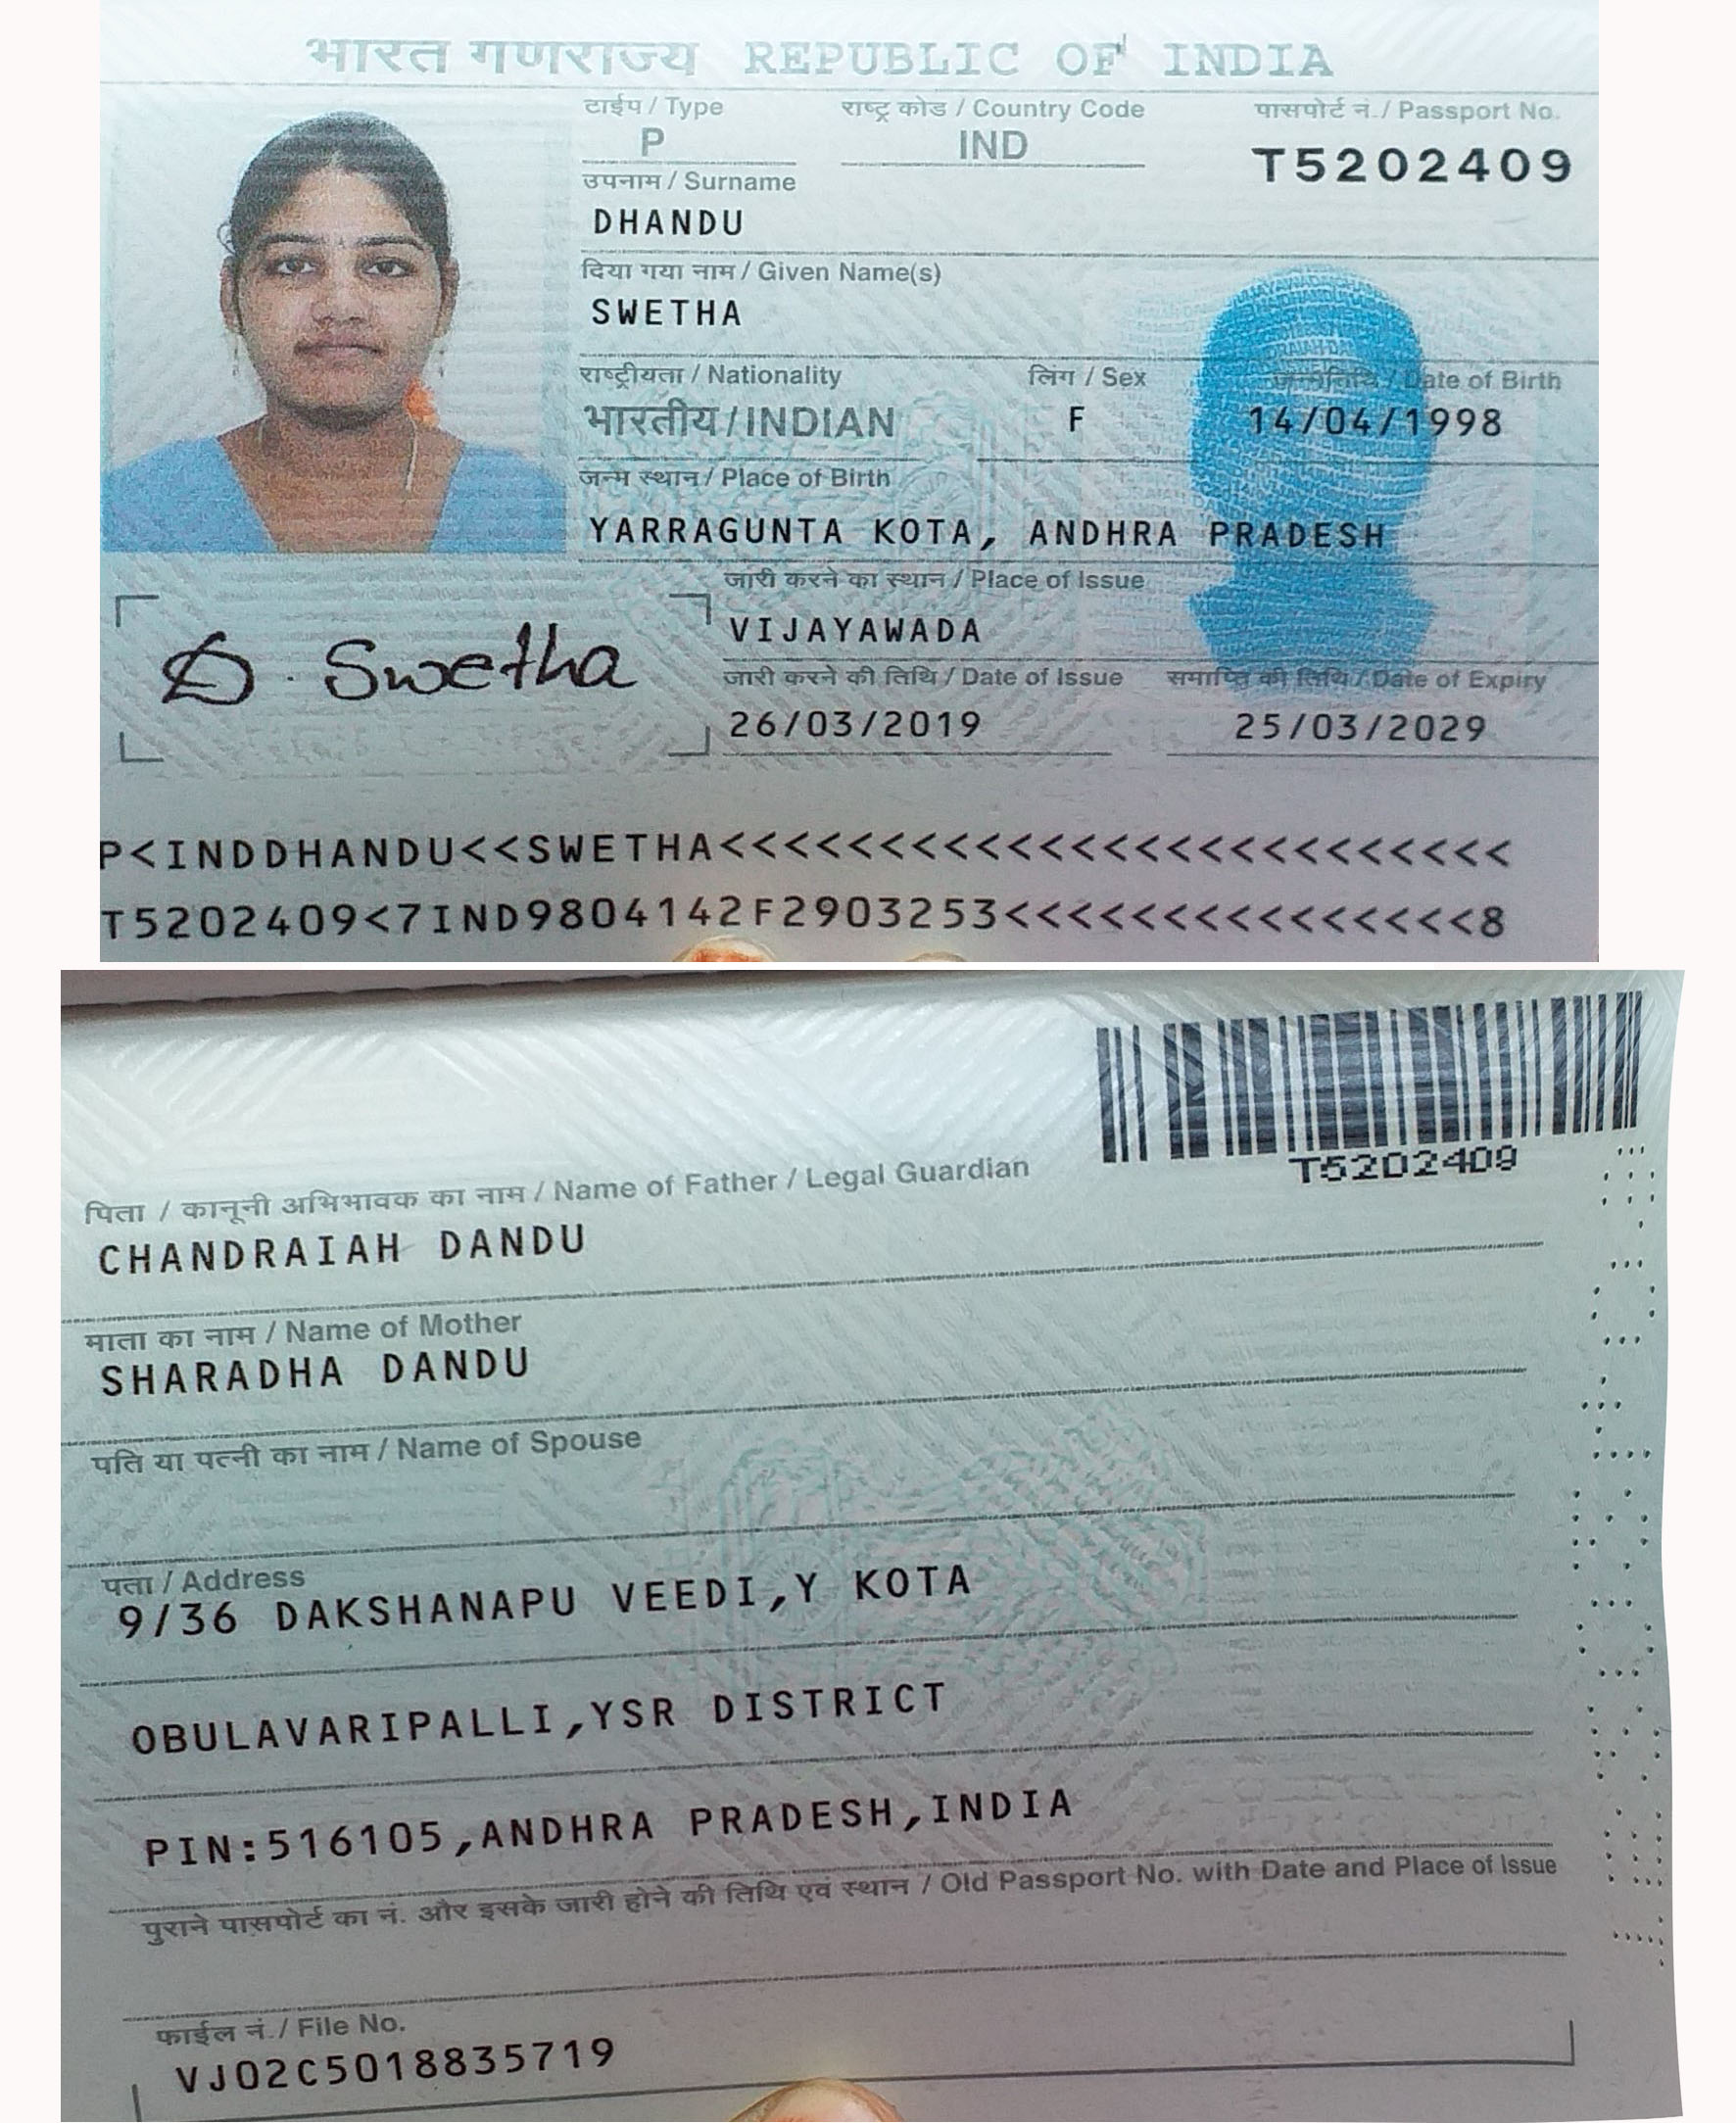 भारत गणराज्य REPUBLIC OF INDIA
टाईप / Type राष्ट्र कोड / Country Code पासपोर्ट नं. / Passport No.
P IND T5202409
उपनाम / Surname
DHANDU
दिया गया नाम / Given Name(s)
SWETHA
राष्ट्रीयता / Nationality लिंग / Sex जन्मतिथि / Date of Birth
भारतीय / INDIAN F 14/04/1998
जन्म स्थान / Place of Birth
YARRAGUNTA KOTA, ANDHRA PRADESH
जारी करने का स्थान / Place of Issue
VIJAYAWADA
D. Swetha
जारी करने की तिथि / Date of Issue समाप्ति की तिथि / Date of Expiry
26/03/2019 25/03/2029
P<INDDHANDU<<SWETHA<<<<<<<<<<<<<<<<<<<<<<<<<
T5202409<7IND9804142F2903253<<<<<<<<<<<<<<<8
T5202409
पिता / कानूनी अभिभावक का नाम / Name of Father / Legal Guardian
CHANDRAIAH DANDU
माता का नाम / Name of Mother
SHARADHA DANDU
पति या पत्नी का नाम / Name of Spouse
पता / Address
9/36 DAKSHANAPU VEEDI,Y KOTA
OBULAVARIPALLI,YSR DISTRICT
PIN:516105,ANDHRA PRADESH,INDIA
पुराने पासपोर्ट का नं. और इसके जारी होने की तिथि एवं स्थान / Old Passport No. with Date and Place of Issue
फाईल नं. / File No.
VJ02C5018835719